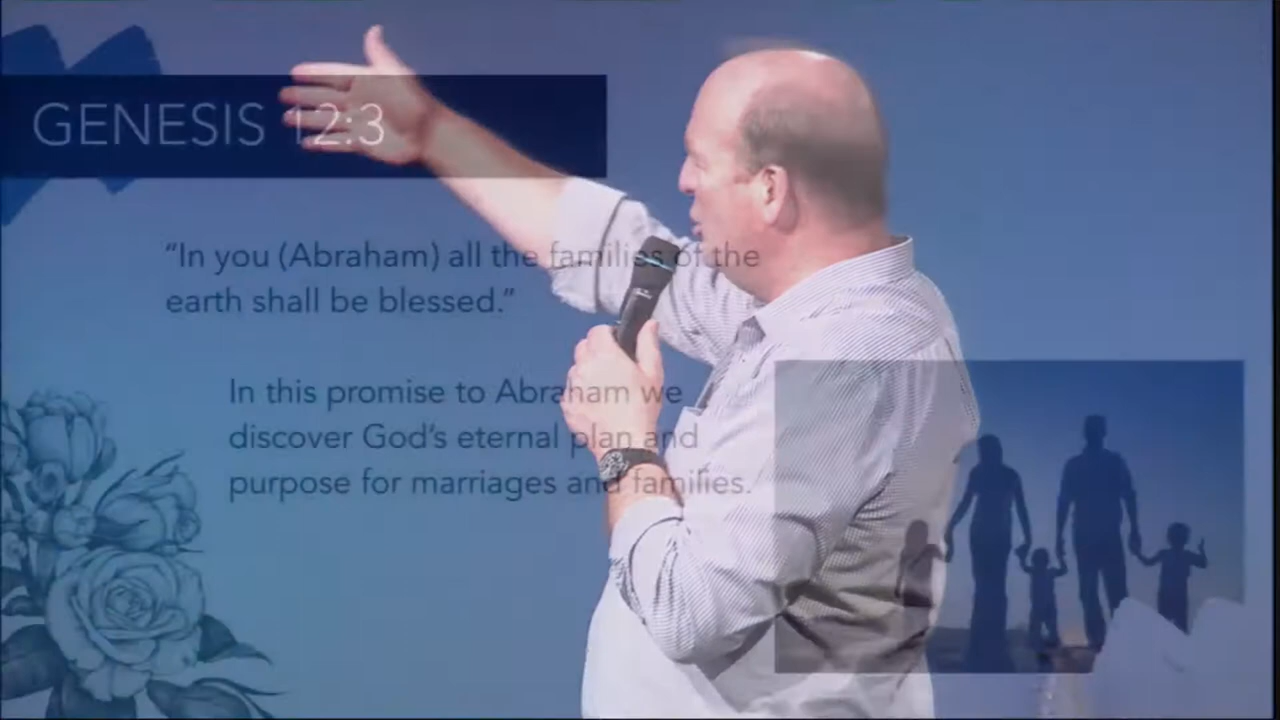 GENESIS 12:3
“In you (Abraham) all the families of the
earth shall be blessed.”
In this promise to Abraham we
discover God’s eternal plan and
purpose for marriages and families.